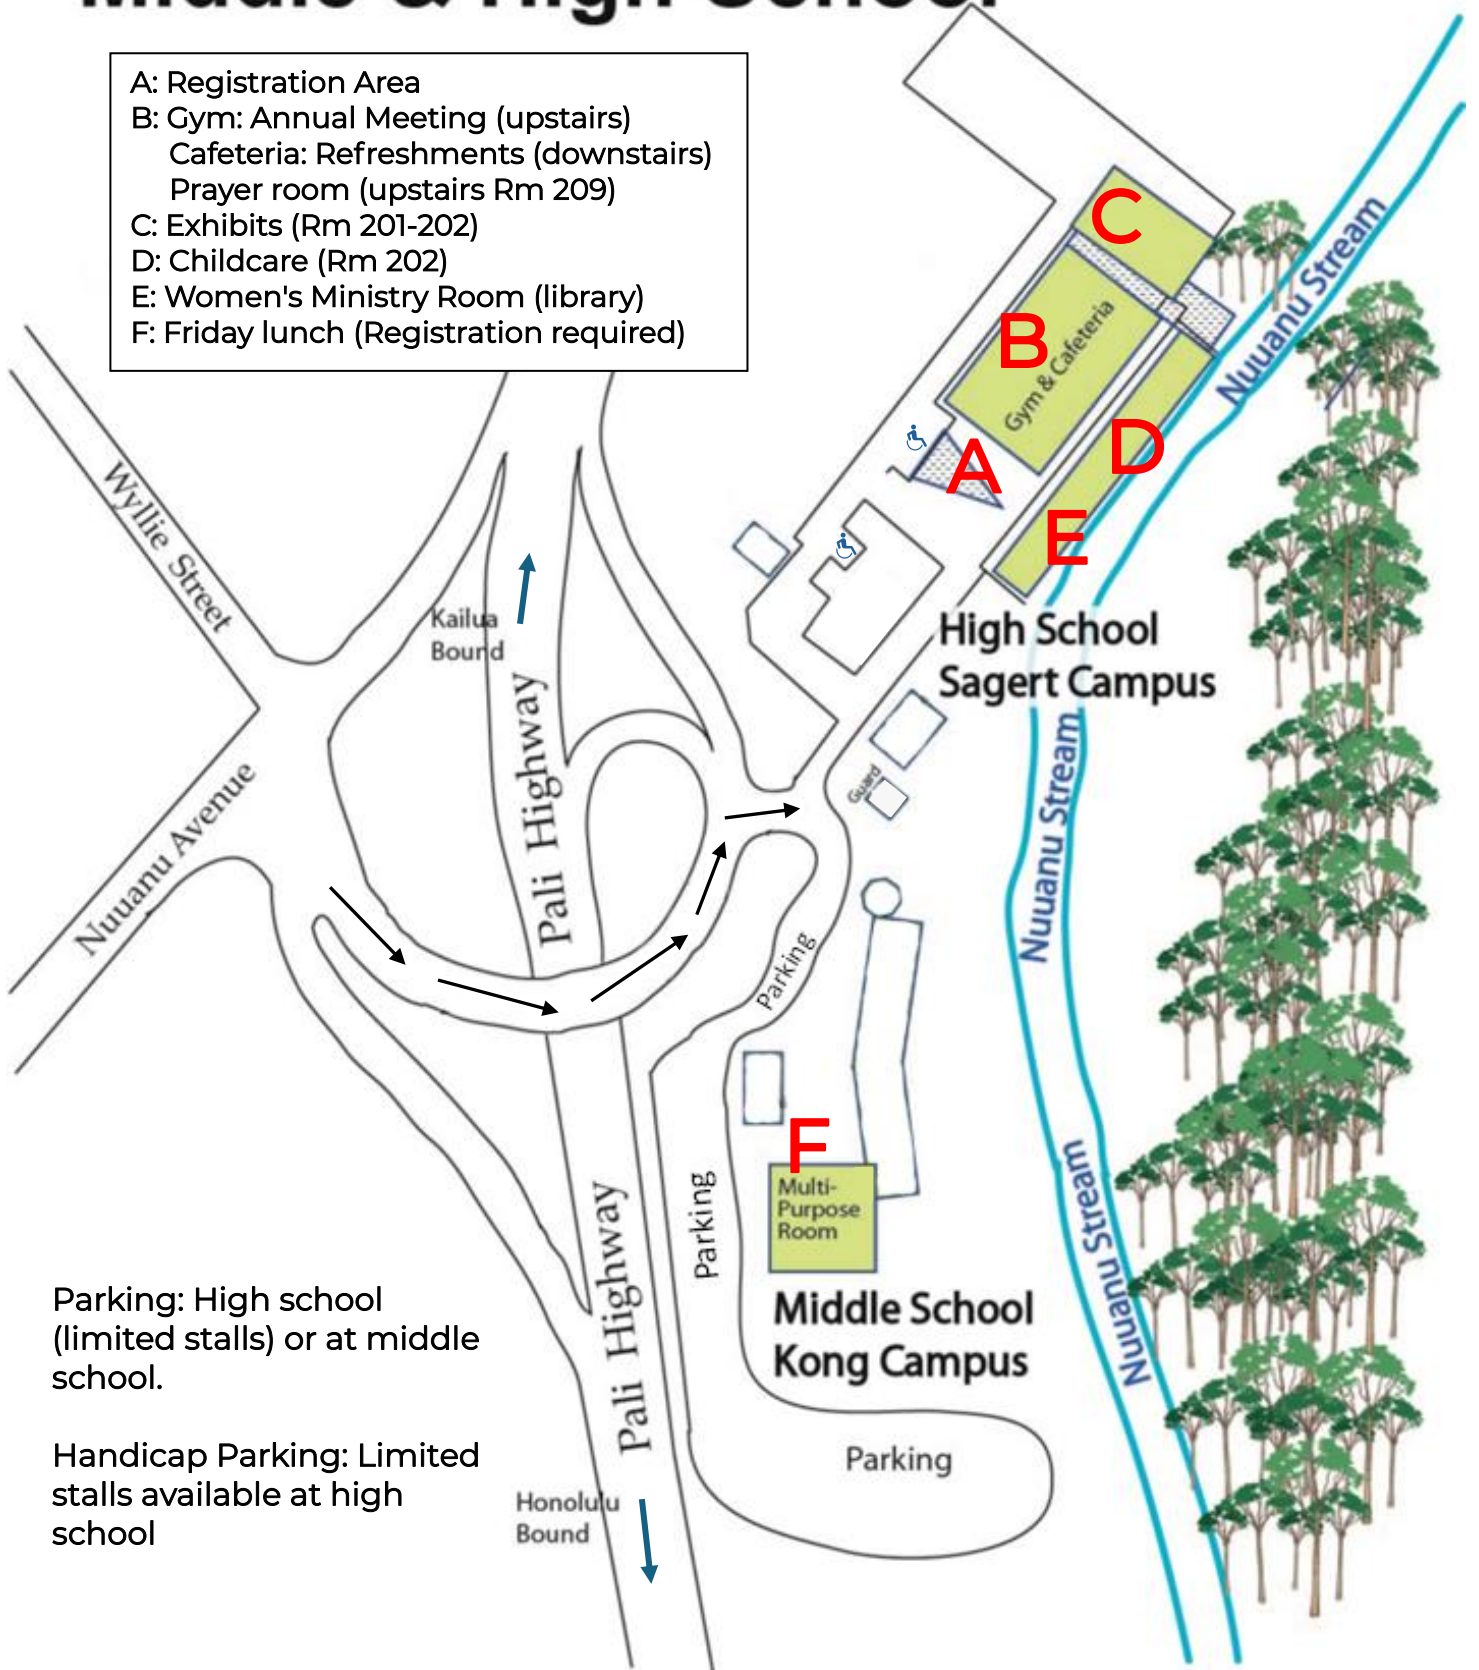 Middle & High School
A: Registration Area
B: Gym: Annual Meeting (upstairs)
Cafeteria: Refreshments (downstairs)
Prayer room (upstairs Rm 209)
C: Exhibits (Rm 201-202)
D: Childcare (Rm 202)
E: Women's Ministry Room (library)
F: Friday lunch (Registration required)
C
B
Gym & Cafeteria
A
D
E
Nuuanu Stream
Wyllie Street
Kailua
Bound
Pali Highway
High School
Sagert Campus
Guard
Nuuanu Stream
Nuuanu Avenue
Parking
F
Multi-
Purpose
Room
Parking
Pali Highway
Nuuanu Stream
Middle School
Kong Campus
Parking
Honolulu
Bound
Parking: High school
(limited stalls) or at middle
school.
Handicap Parking: Limited
stalls available at high
school